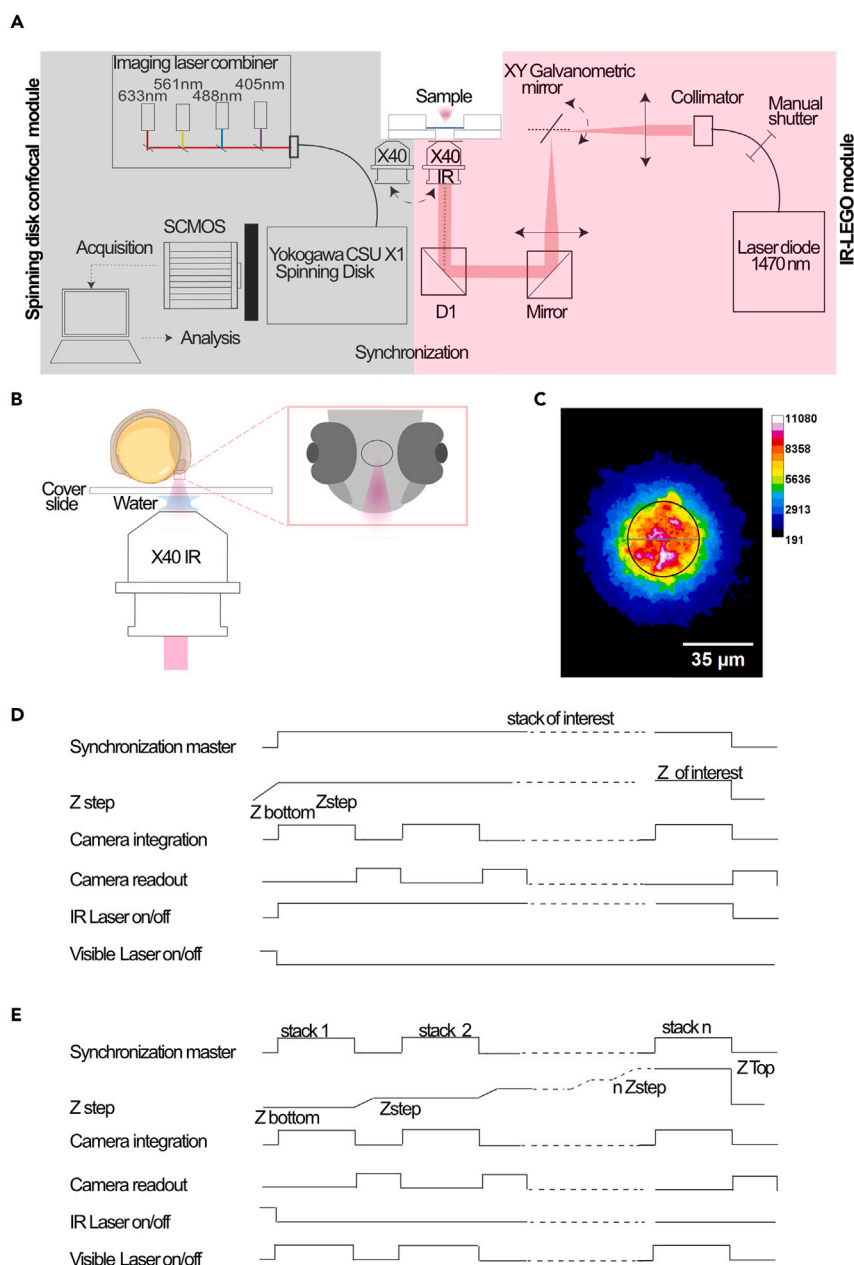 A
Spinning disk confocal module
Imaging laser combiner
633nm
561nm
488nm
405nm
Sample
X40
X40
IR
XY Galvanometric
mirror
Collimator
Manual
shutter
IR-LEGO module
SCMOS
Acquisition
Analysis
Yokogawa CSU X1
Spinning Disk
D1
Mirror
Laser diode
1470 nm
Synchronization
B
Cover
slide
Water
X40 IR
C
11080
8358
5636
2913
191
35 µm
D
stack of interest
Synchronization master
Z of interest
Z step
Z bottom
Zstep
Camera integration
Camera readout
IR Laser on/off
Visible Laser on/off
E
stack 1
stack 2
stack n
Synchronization master
Z Top
n Zstep
Z step
Zstep
Z bottom
Camera integration
Camera readout
IR Laser on/off
Visible Laser on/off